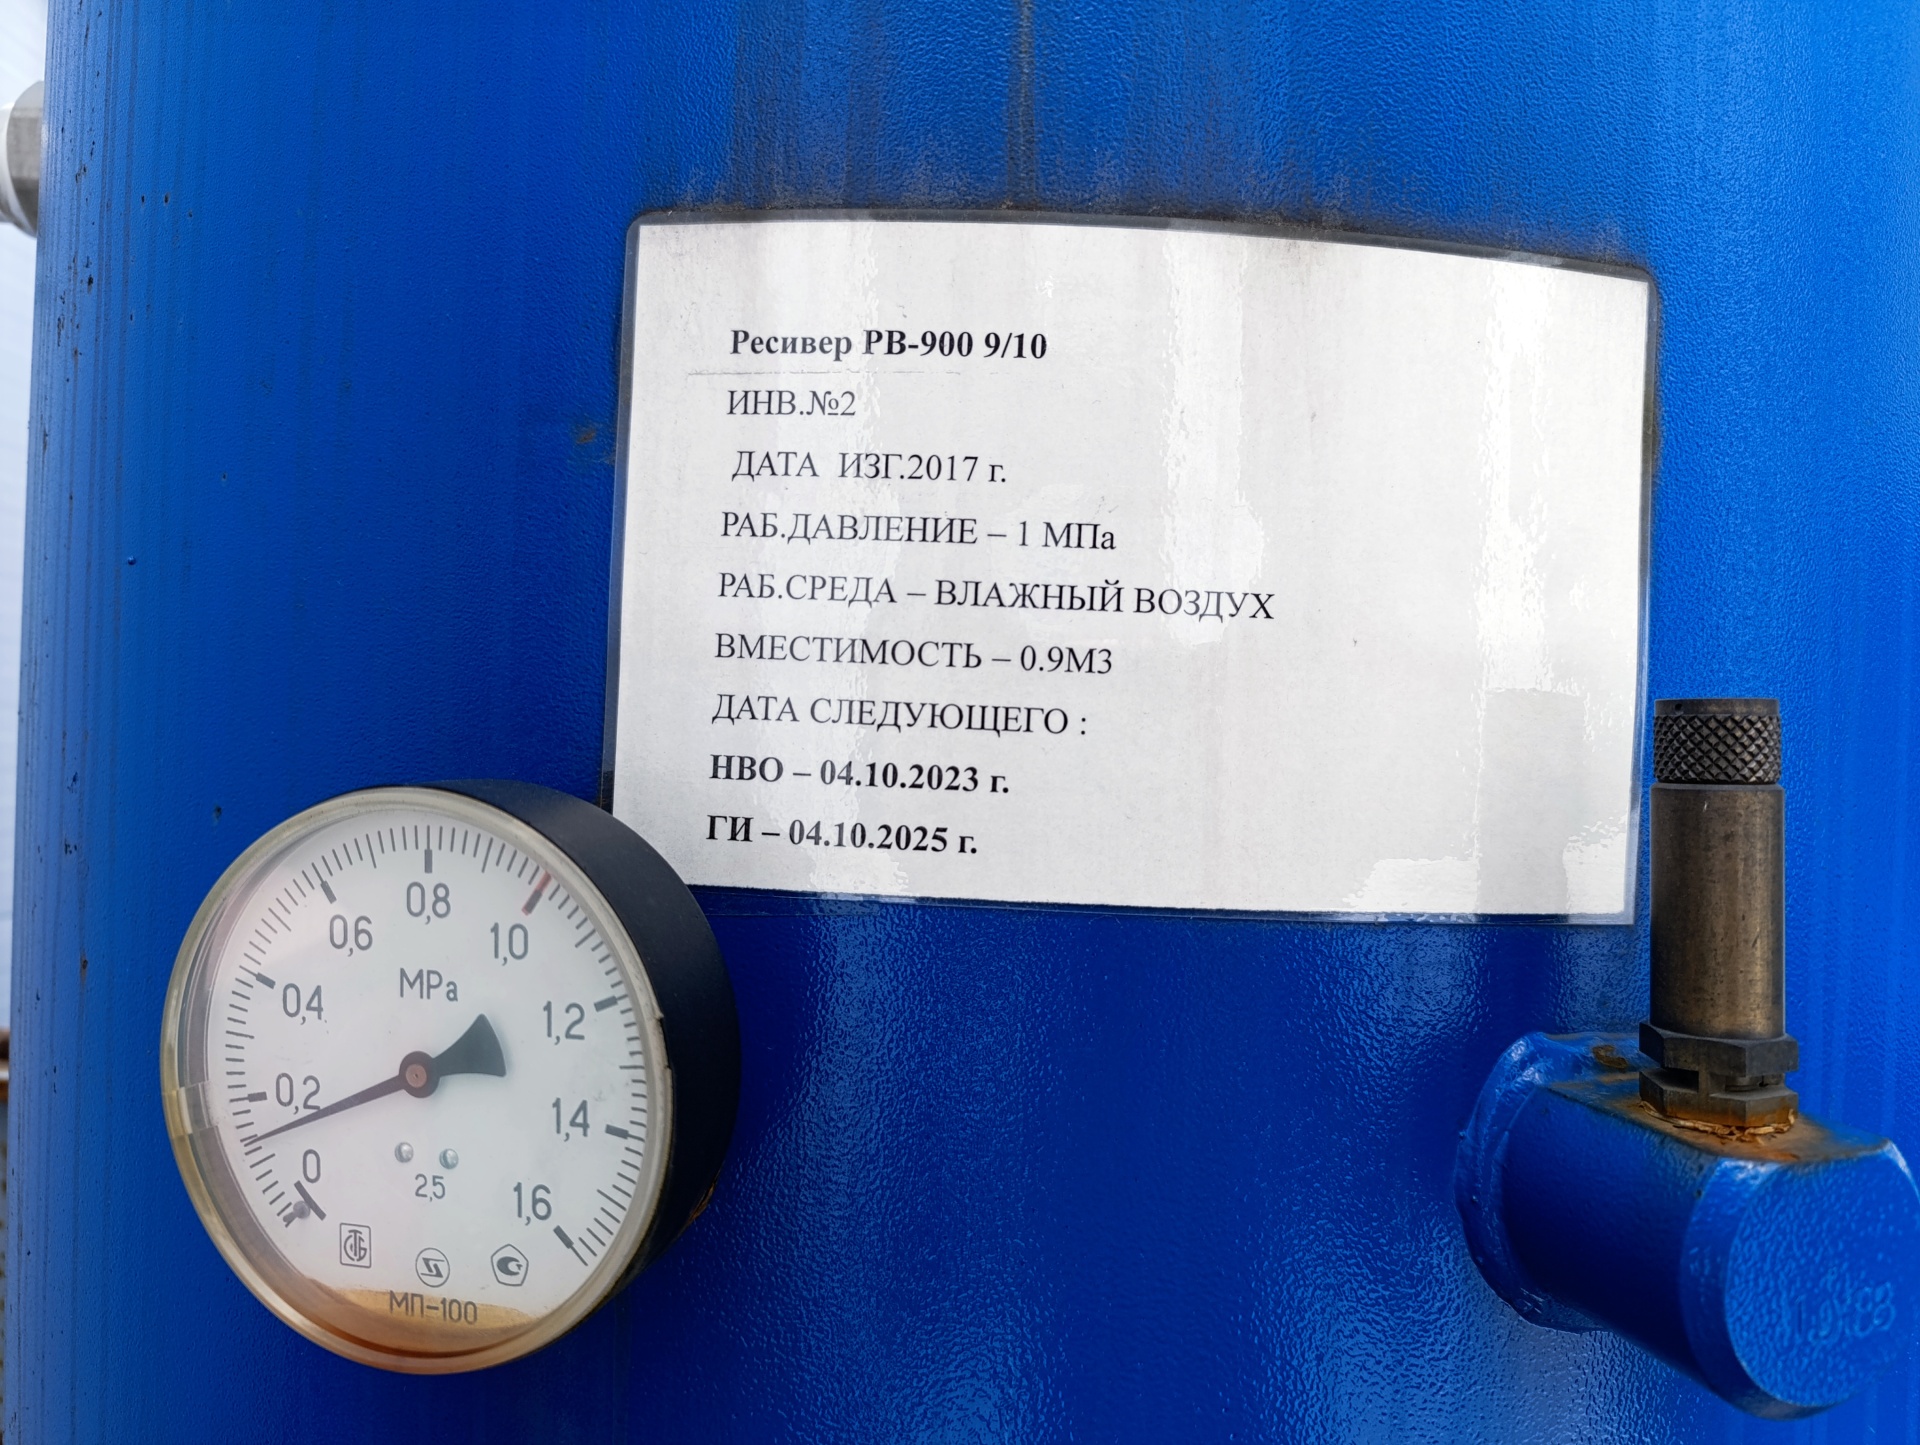 Ресивер РВ-900 9/10
ИНВ.№2
ДАТА ИЗГ.2017 г.
РАБ.ДАВЛЕНИЕ – 1 МПа
РАБ.СРЕДА – ВЛАЖНЫЙ ВОЗДУХ
ВМЕСТИМОСТЬ – 0.9М3
ДАТА СЛЕДУЮЩЕГО :
НВО – 04.10.2023 г.
ГИ – 04.10.2025 г.
0,8
0,6
1,0
MPa
0,4
1,2
0,2
1,4
0
2,5
1,6
МП-100